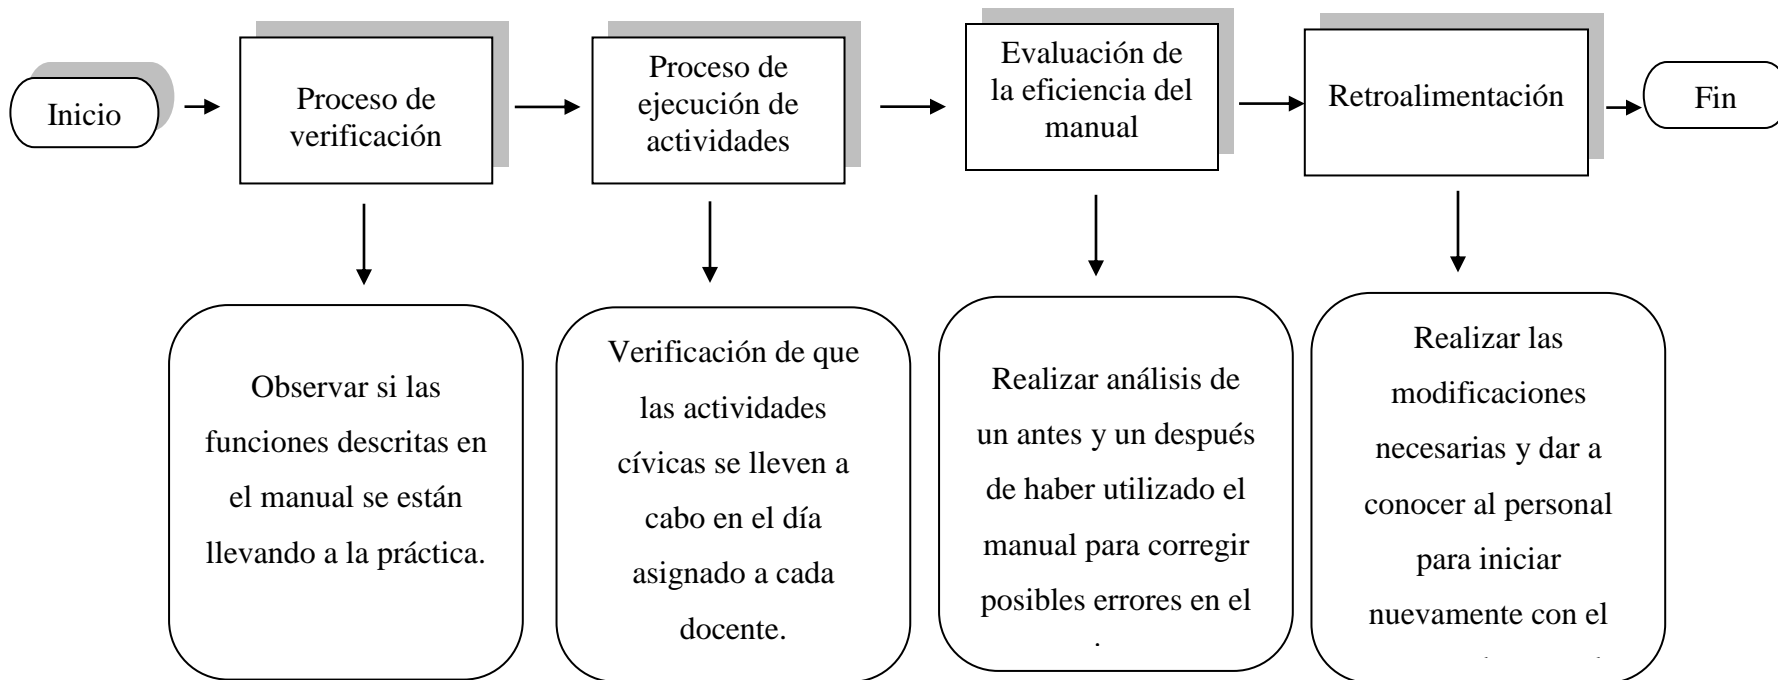 Inicio
Proceso de
verificación
Proceso de
ejecución de
actividades
Evaluación de
la eficiencia del
manual
Retroalimentación
Fin
Observar si las
funciones descritas en
el manual se están
llevando a la práctica.
Verificación de que
las actividades
cívicas se lleven a
cabo en el día
asignado a cada
docente.
Realizar análisis de
un antes y un después
de haber utilizado el
manual para corregir
posibles errores en el
Realizar las
modificaciones
necesarias y dar a
conocer al personal
para iniciar
nuevamente con el